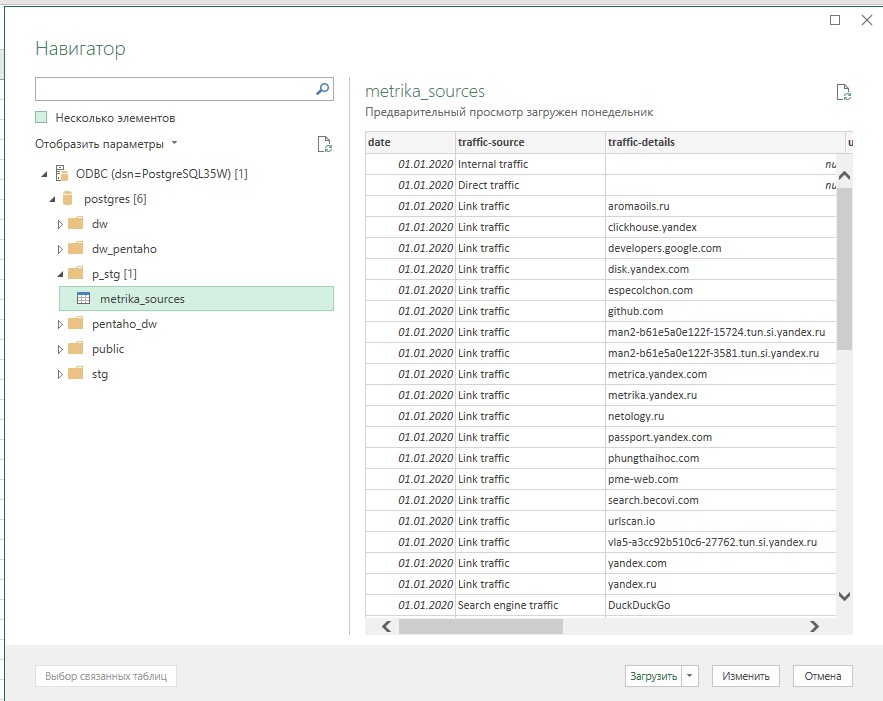 Навигатор
Несколько элементов
Отобразить параметры
ODBC (dsn=PostgreSQL35W) [1]
postgres [6]
dw
dw_pentaho
p_stg [1]
metrika_sources
pentaho_dw
public
stg
metrika_sources
Предварительный просмотр загружен понедельник
date traffic-source traffic-details u
01.01.2020 Internal traffic nu
01.01.2020 Direct traffic nu
01.01.2020 Link traffic aromaoils.ru
01.01.2020 Link traffic clickhouse.yandex
01.01.2020 Link traffic developers.google.com
01.01.2020 Link traffic disk.yandex.com
01.01.2020 Link traffic especolchon.com
01.01.2020 Link traffic github.com
01.01.2020 Link traffic man2-b61e5a0e122f-15724.tun.si.yandex.ru
01.01.2020 Link traffic man2-b61e5a0e122f-3581.tun.si.yandex.ru
01.01.2020 Link traffic metrica.yandex.com
01.01.2020 Link traffic metrika.yandex.ru
01.01.2020 Link traffic netology.ru
01.01.2020 Link traffic passport.yandex.com
01.01.2020 Link traffic phungthaihoc.com
01.01.2020 Link traffic pme-web.com
01.01.2020 Link traffic search.becovi.com
01.01.2020 Link traffic urlscan.io
01.01.2020 Link traffic vla5-a3cc92b510c6-27762.tun.si.yandex.ru
01.01.2020 Link traffic yandex.com
01.01.2020 Link traffic yandex.ru
01.01.2020 Search engine traffic DuckDuckGo
Выбор связанных таблиц Загрузить Изменить Отмена